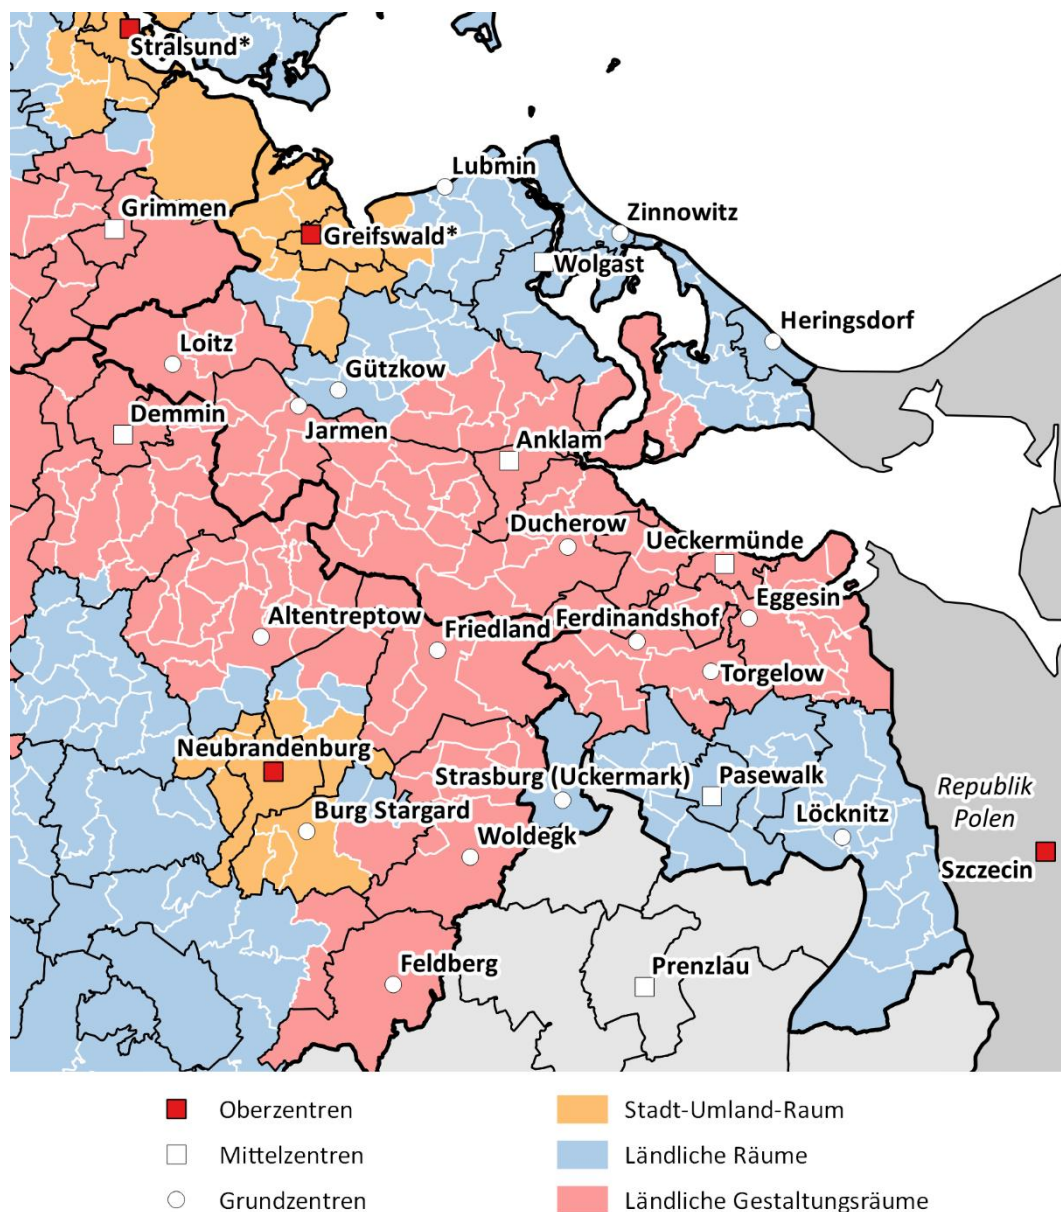 Stralsund*
Lubmin
Grimmen
Zinnowitz
Greifswald*
Wolgast
Heringsdorf
Loitz
Gützkow
Demmin
Jarmen
Anklam
Ducherow
Ueckermünde
Eggesin
Altentreptow
Friedland
Ferdinandshof
Torgelow
Neubrandenburg
Strasburg (Uckermark)
Pasewalk
Republik
Polen
Burg Stargard
Löcknitz
Woldegk
Szczecin
Feldberg
Prenzlau
Oberzentren
Stadt-Umland-Raum
Mittelzentren
Ländliche Räume
Grundzentren
Ländliche Gestaltungsräume